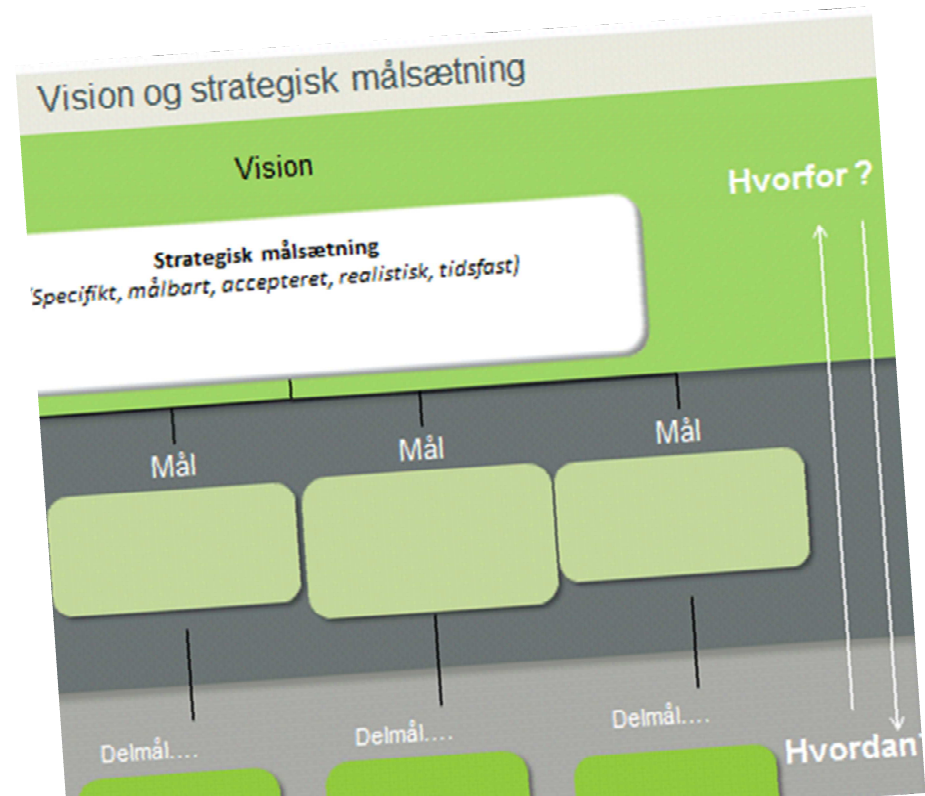 Vision og strategisk målsætning
Vision
Hvorfor ?
Strategisk målsætning
(Specifikt, målbart, accepteret, realistisk, tidsfast)
Mål
Mål
Mål
Delmål....
Delmål....
Delmål....
Hvordan?